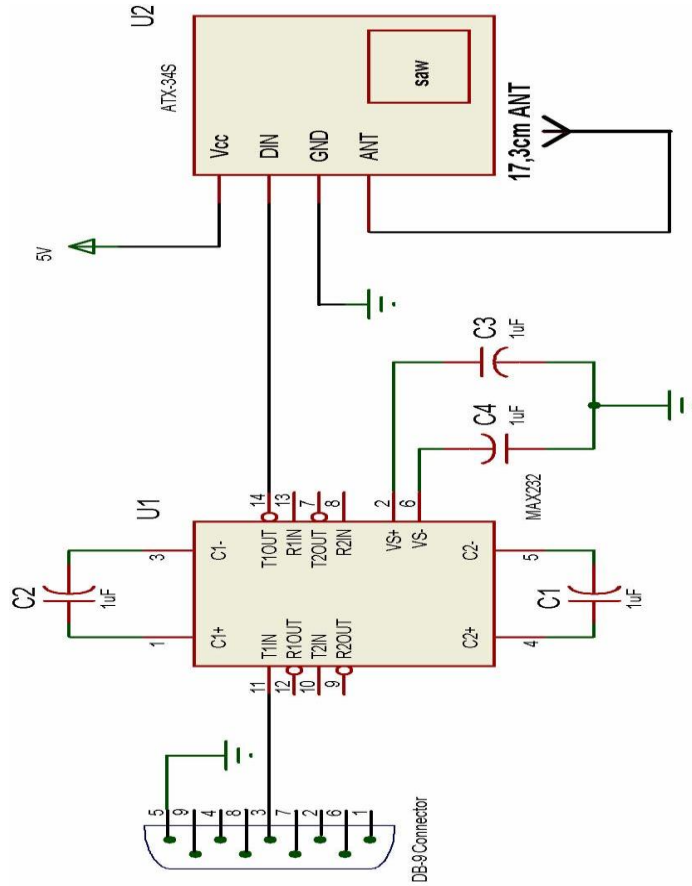 U2
ATX-34S
Vcc
DIN
GND
ANT
saw
17,3cm ANT
5V
U1
C2
1uF
3
1
C1-
C1+
T1OUT
R1IN
T2OUT
R2IN
VS+
VS-
C2-
14
13
7
8
2
6
T1IN
R1OUT
T2IN
R2OUT
C2+
11
12
10
9
5
4
C1
1uF
C3
1uF
C4
1uF
MAX232
5
9
4
8
3
7
2
6
1
DB-9 Connector